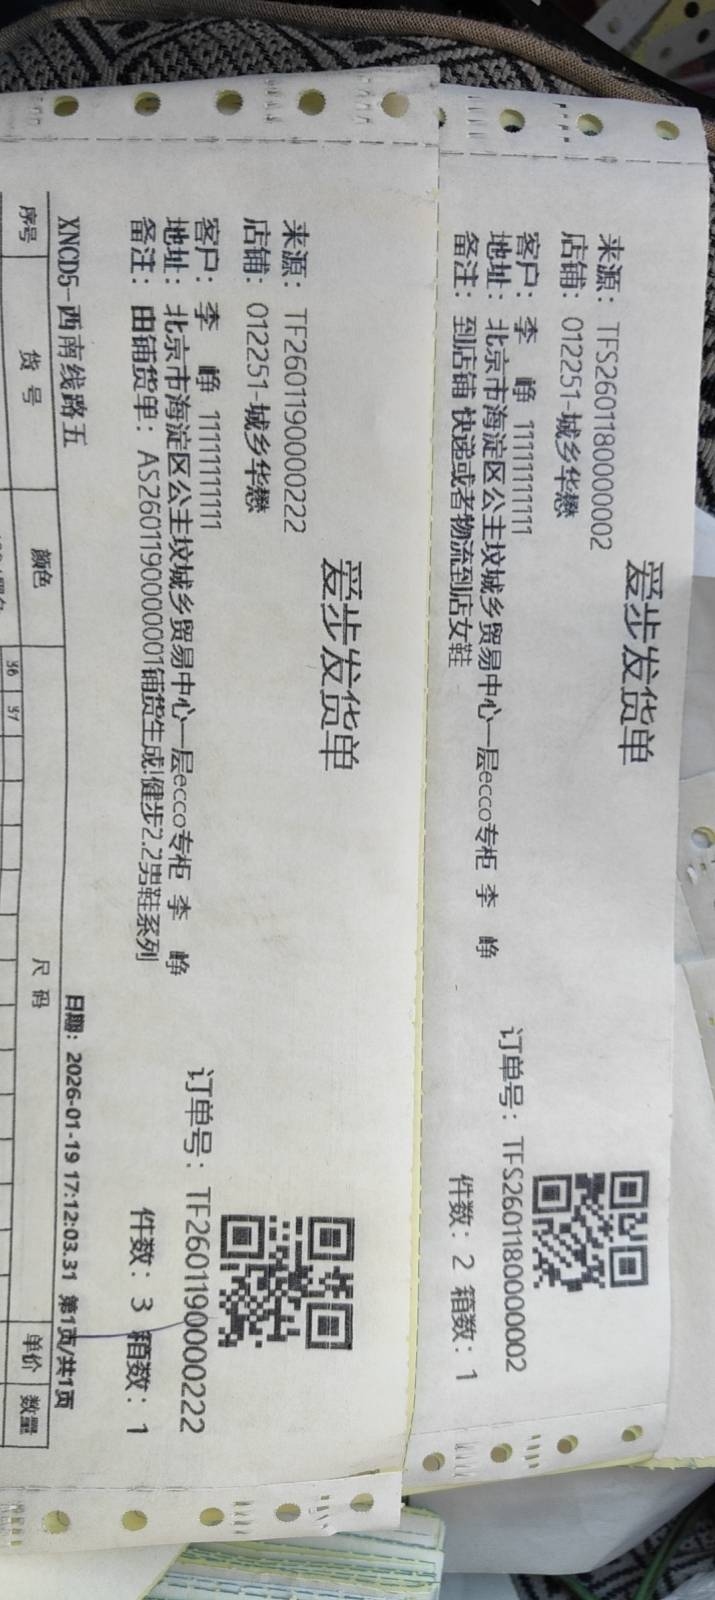 爱步发货单
来源：TFS2601180000002
店铺：012251-城乡华懋
订单号：TFS2601180000002
客户：李 峥 11111111111
地址：北京市海淀区公主坟城乡贸易中心一层ecco专柜 李 峥
备注：到店铺 快递或者物流到店女鞋
件数：2 箱数：1
爱步发货单
来源：TF2601190000222
店铺：012251-城乡华懋
订单号：TF2601190000222
客户：李 峥 11111111111
地址：北京市海淀区公主坟城乡贸易中心一层ecco专柜 李 峥
备注：由铺货单：AS2601190000001铺货生成!健步2.2男鞋系列
件数：3 箱数：1
XNCD5-西南线路五
日期：2026-01-19 17:12:03.31 第1页/共1页
序号 货号 颜色 尺码 单价 数量
36 37